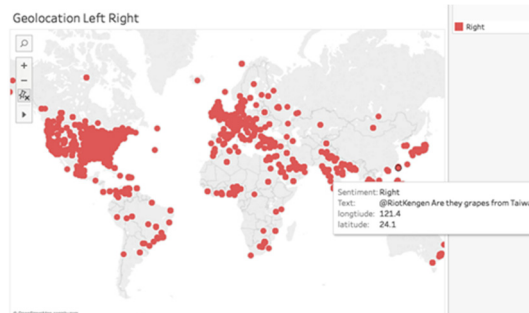 Geolocation Left Right
Right
Sentiment: Right
Text: @RiotKengen Are they grapes from Taiwa
longtiude: 121.4
latitude: 24.1